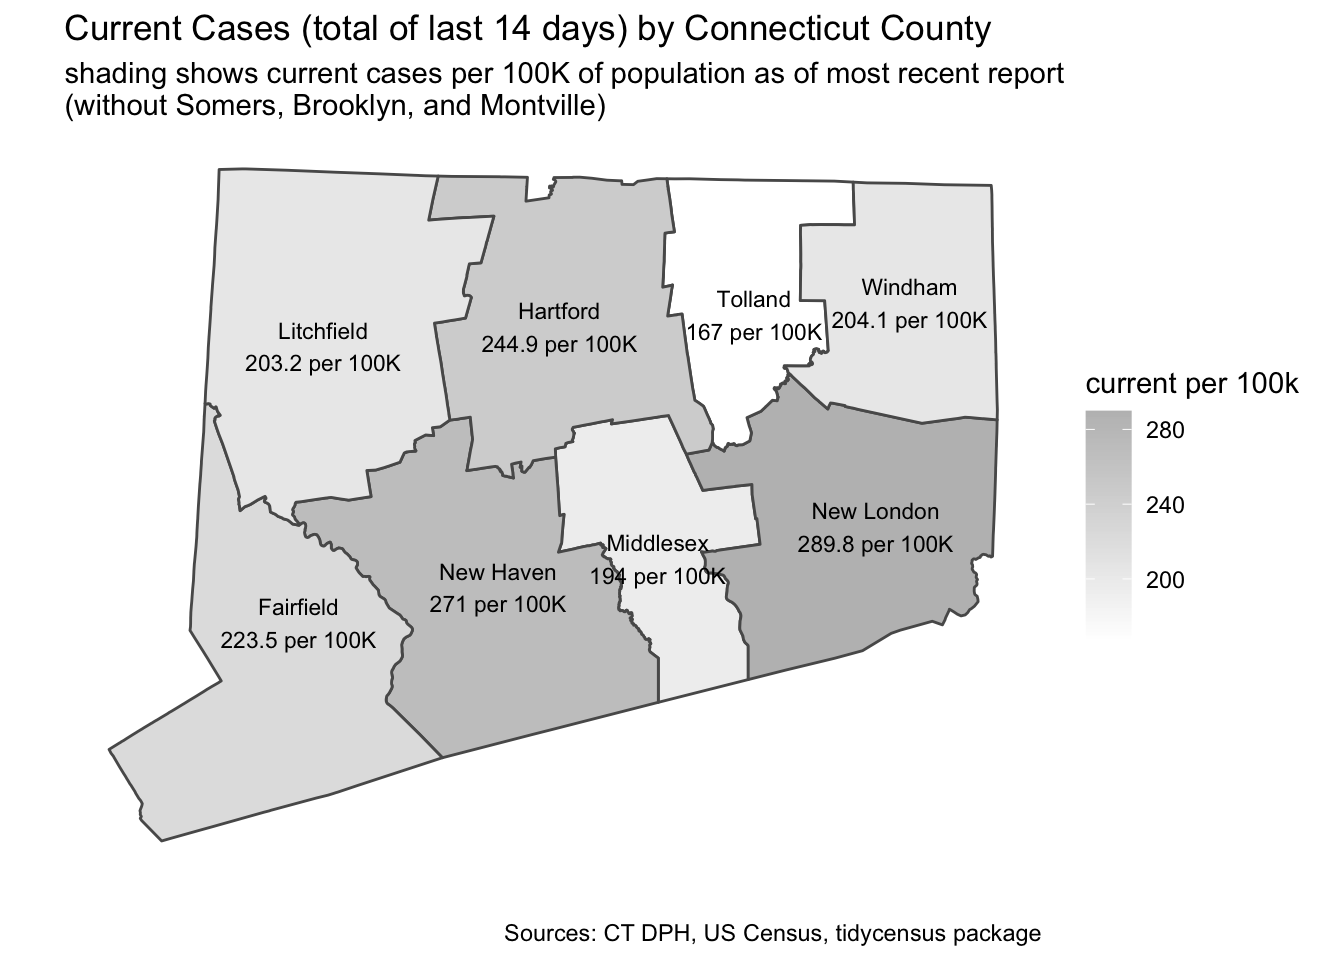 Current Cases (total of last 14 days) by Connecticut County
shading shows current cases per 100K of population as of most recent report
(without Somers, Brooklyn, and Montville)
Litchfield
203.2 per 100K
Hartford
244.9 per 100K
Tolland
167 per 100K
Windham
204.1 per 100K
New London
289.8 per 100K
Middlesex
194 per 100K
New Haven
271 per 100K
Fairfield
223.5 per 100K
current per 100k
280
240
200
Sources: CT DPH, US Census, tidycensus package